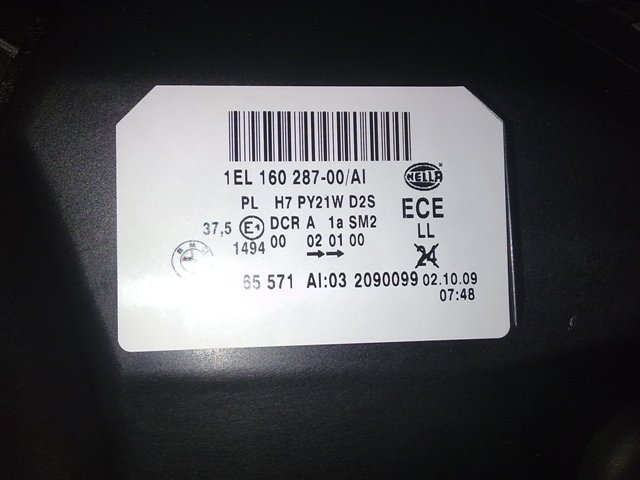 1EL 160 287-00/AI
HELLA
PL H7 PY21W D2S
ECE
37,5 E1 DCR A 1a SM2
LL
1494 00 02 01 00
→→
24
65 571 AI:03 2090099 02.10.09
07:48